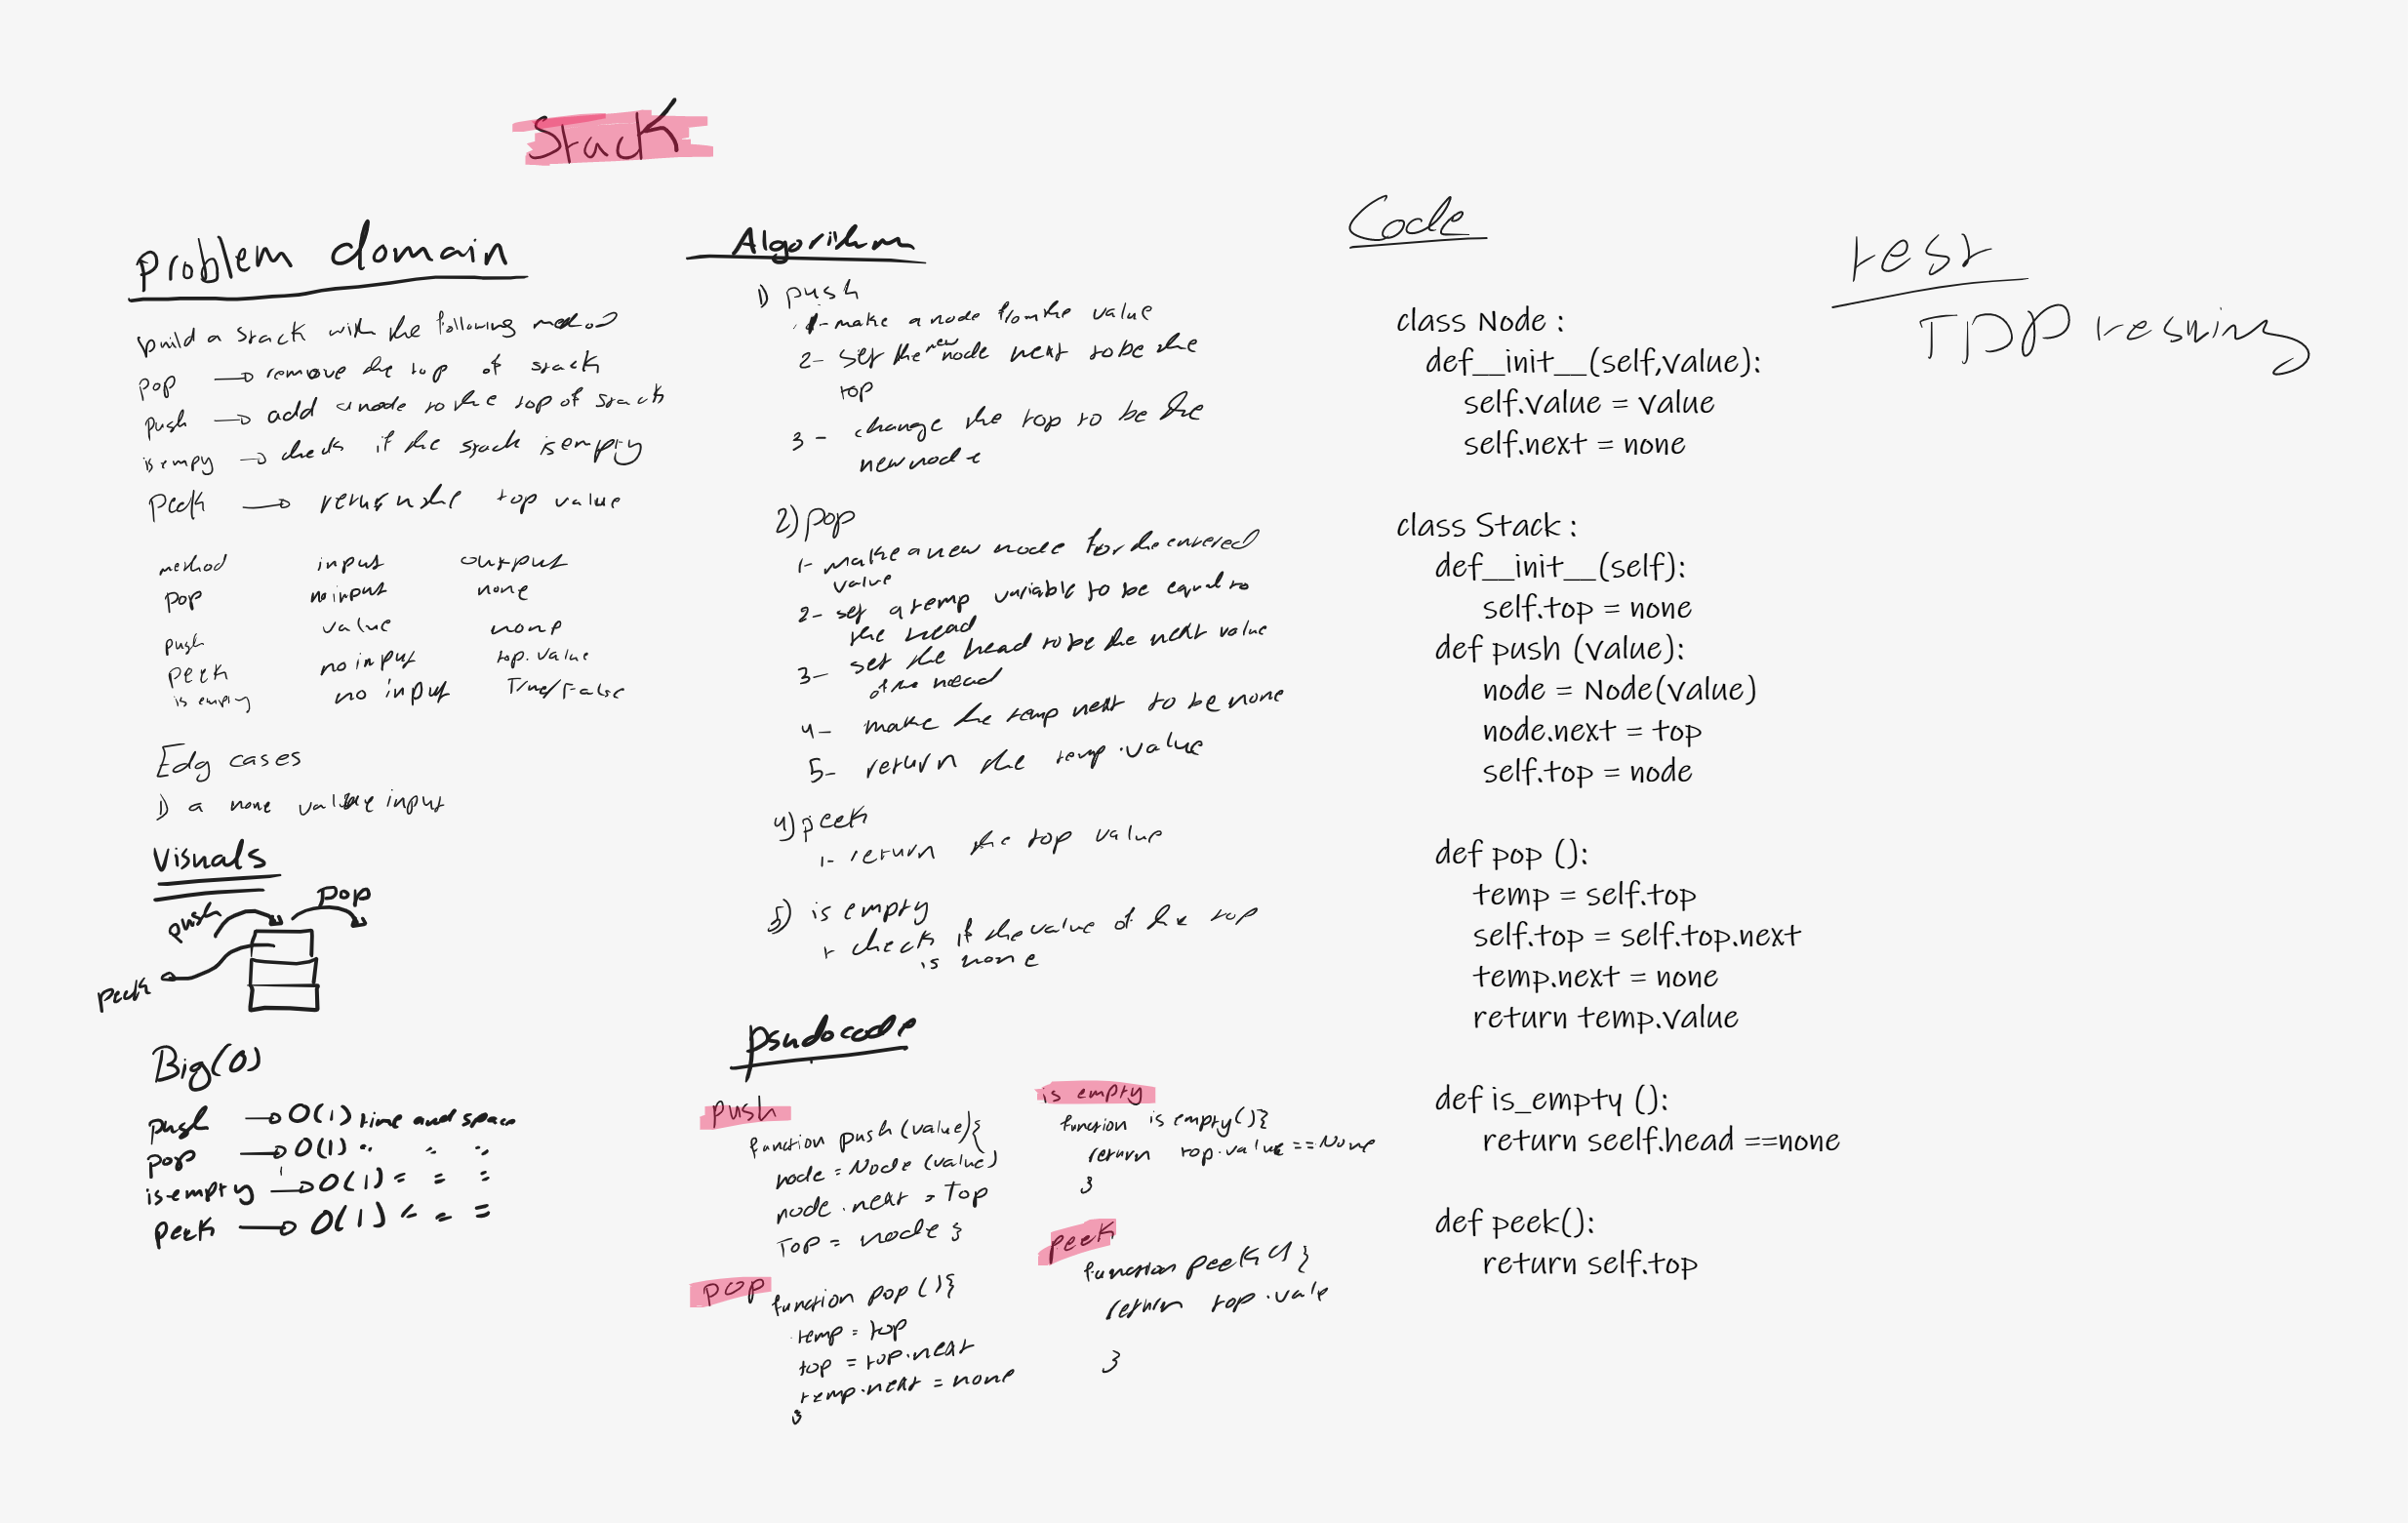 Stack
Problem domain
build a stack with the following method
pop → remove the top of stack
push → add a node to the top of stack
is empy → check if the stack is empty
Peek → return the top value
method input output
pop no input none
push value none
peek no input top.value
is empty no input True/False
Edg cases
1) a none value input
Visuals
push
pop
peek
Big(O)
push → O(1) time and space
pop → O(1) " " "
is empty → O(1) = = =
Peek → O(1) = = =
Algorithm
1) push
1- make a node from the value
2- set the new node next to be the
top
3- change the top to be the
new node
2) pop
1- make a new node for the entered
value
2- set a temp variable to be equal to
the head
3- set the head to be the next value
of the head
4- make the temp next to be none
5- return the temp.value
4) peek
1- return the top value
5) is empty
1- check if the value of the top
is none
psudocode
push
function push (value){
node = Node (value)
node.next = Top
Top = node }
pop
function pop (){
temp = top
top = top.next
temp.next = none
}
is empty
function is empty(){
return top.value == None
}
peek
function peek () }
return top.vale
}
Code
class Node :
def__init__(self,value):
self.value = value
self.next = none
class Stack :
def__init__(self):
self.top = none
def push (value):
node = Node(value)
node.next = top
self.top = node
def pop ():
temp = self.top
self.top = self.top.next
temp.next = none
return temp.value
def is_empty ():
return seelf.head ==none
def peek():
return self.top
test
TDD testing